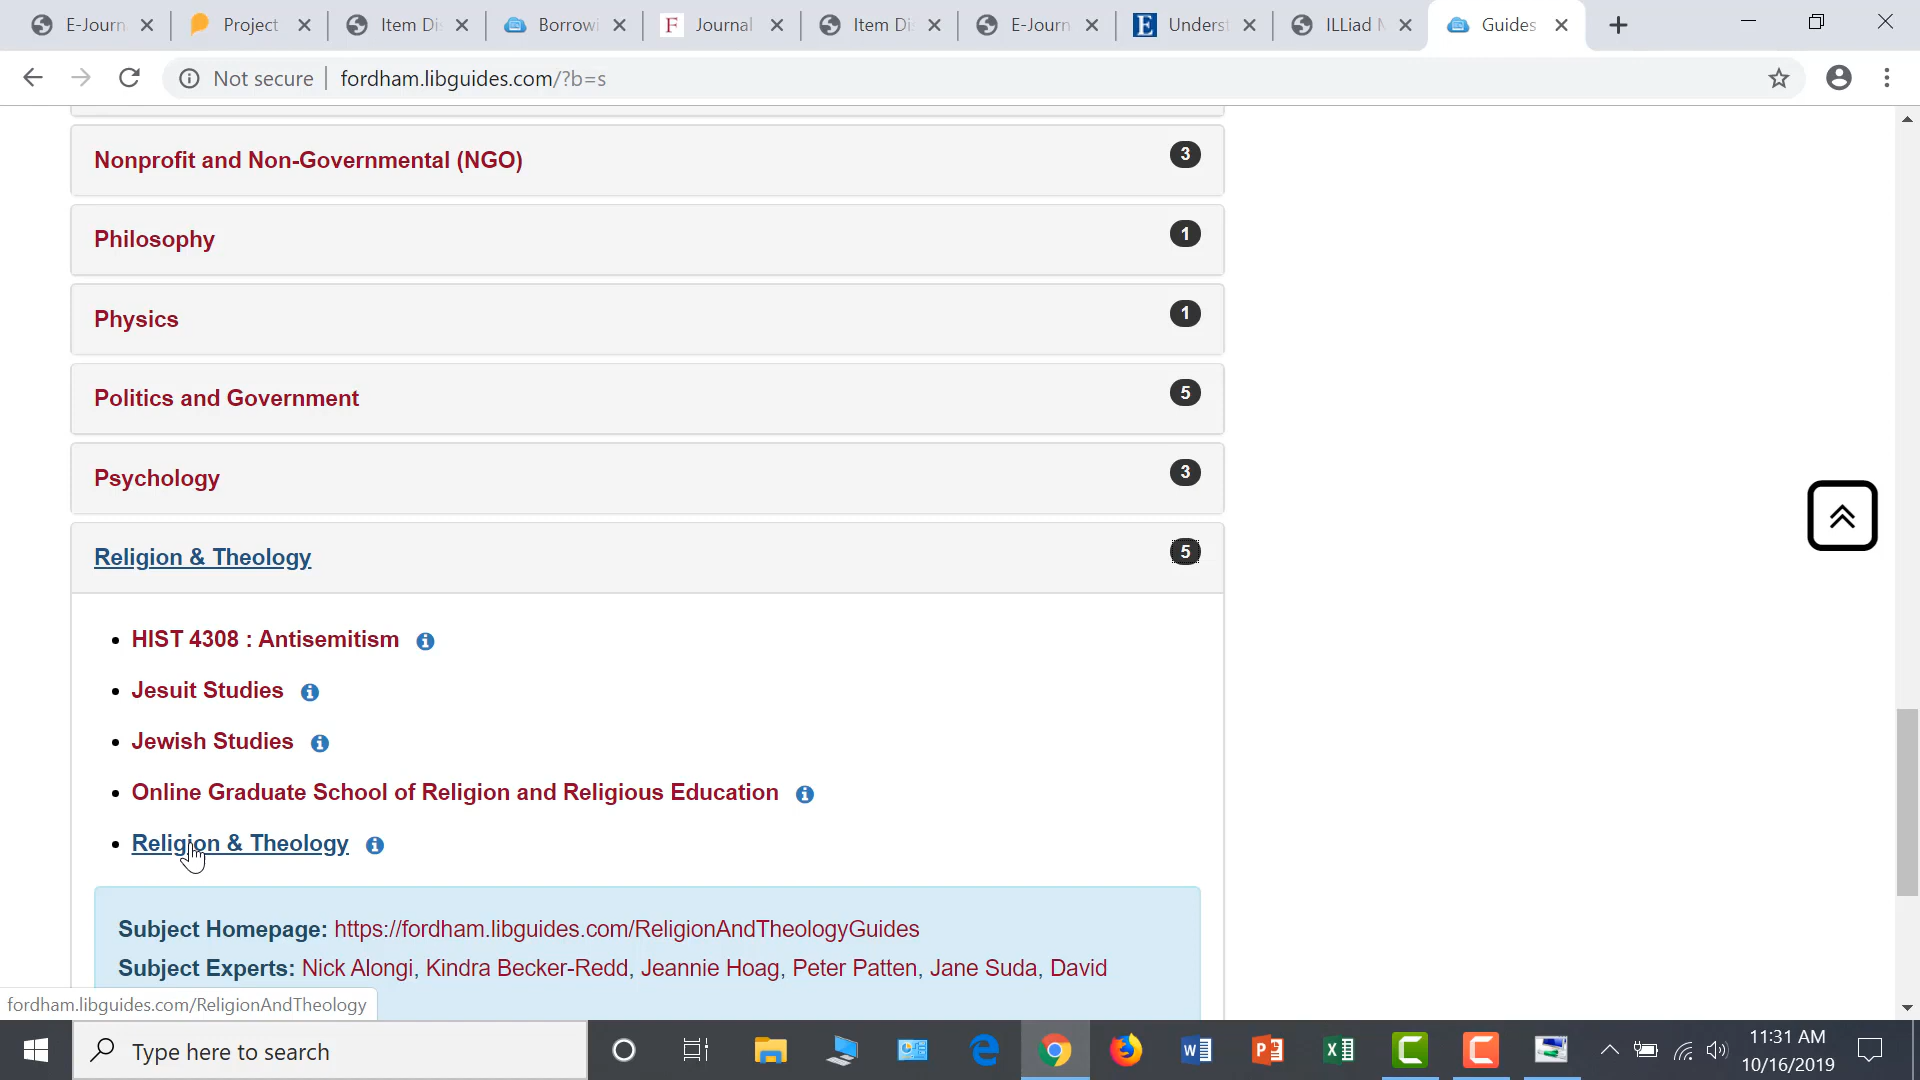 E-Journ
Project
Item Di
Borrowi
Journal
Item Di
E-Journ
Underst
ILLiad M
Guides
Not secure
fordham.libguides.com/?b=s
Nonprofit and Non-Governmental (NGO)
3
Philosophy
1
Physics
1
Politics and Government
5
Psychology
3
Religion & Theology
5
HIST 4308 : Antisemitism
Jesuit Studies
Jewish Studies
Online Graduate School of Religion and Religious Education
Religion & Theology
Subject Homepage: https://fordham.libguides.com/ReligionAndTheologyGuides
Subject Experts: Nick Alongi, Kindra Becker-Redd, Jeannie Hoag, Peter Patten, Jane Suda, David
fordham.libguides.com/ReligionAndTheology
Type here to search
11:31 AM
10/16/2019